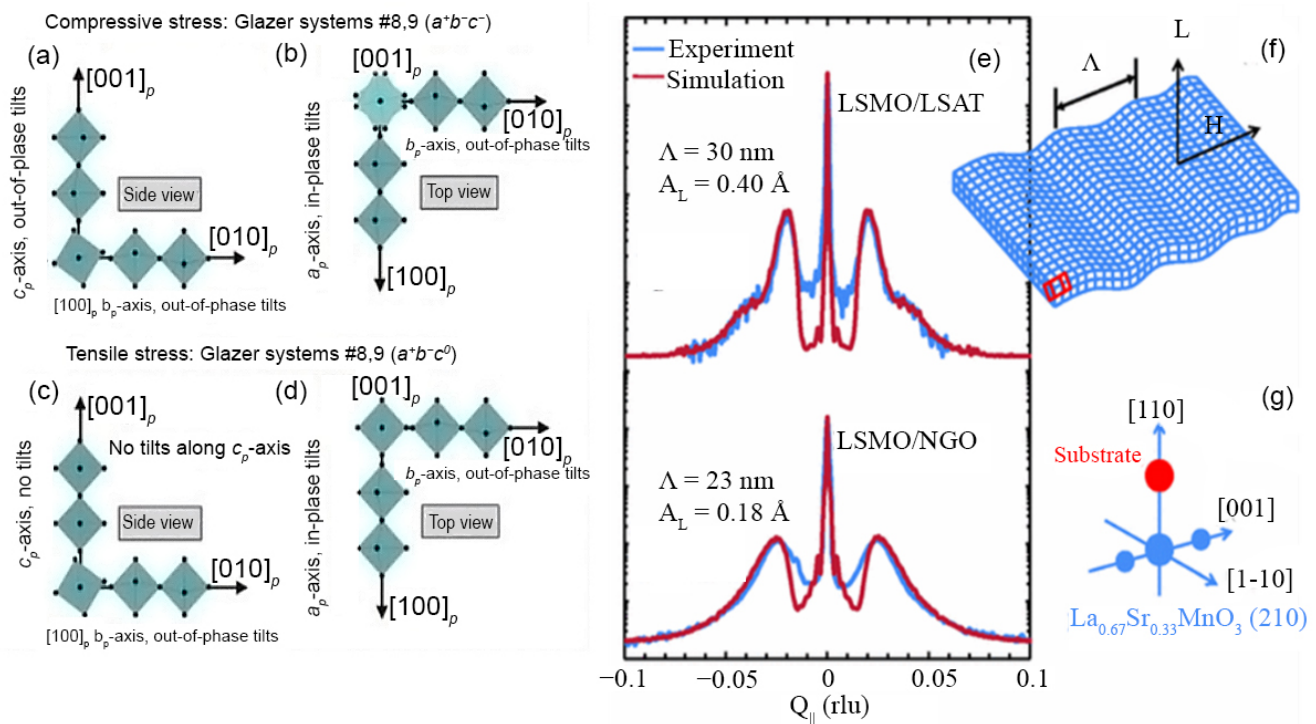 Compressive stress: Glazer systems #8,9 (a⁺b⁻c⁻)
(a)
[001]p
cp-axis, out-of-plase tilts
Side view
[010]p
[100]p bp-axis, out-of-phase tilts
(b)
[001]p
[010]p
bp-axis, out-of-phase tilts
ap-axis, in-plase tilts
Top view
[100]p
Tensile stress: Glazer systems #8,9 (a⁺b⁻c⁰)
(c)
[001]p
No tilts along cp-axis
cp-axis, no tilts
Side view
[010]p
[100]p bp-axis, out-of-phase tilts
(d)
[001]p
[010]p
bp-axis, out-of-phase tilts
ap-axis, in-plase tilts
Top view
[100]p
Experiment
Simulation
(e)
LSMO/LSAT
Λ = 30 nm
A_L = 0.40 Å
LSMO/NGO
Λ = 23 nm
A_L = 0.18 Å
−0.1 −0.05 0 0.05 0.1
Q|| (rlu)
(f)
L
Λ
H
(g)
[110]
Substrate
[001]
[1-10]
La₀.₆₇Sr₀.₃₃MnO₃ (210)